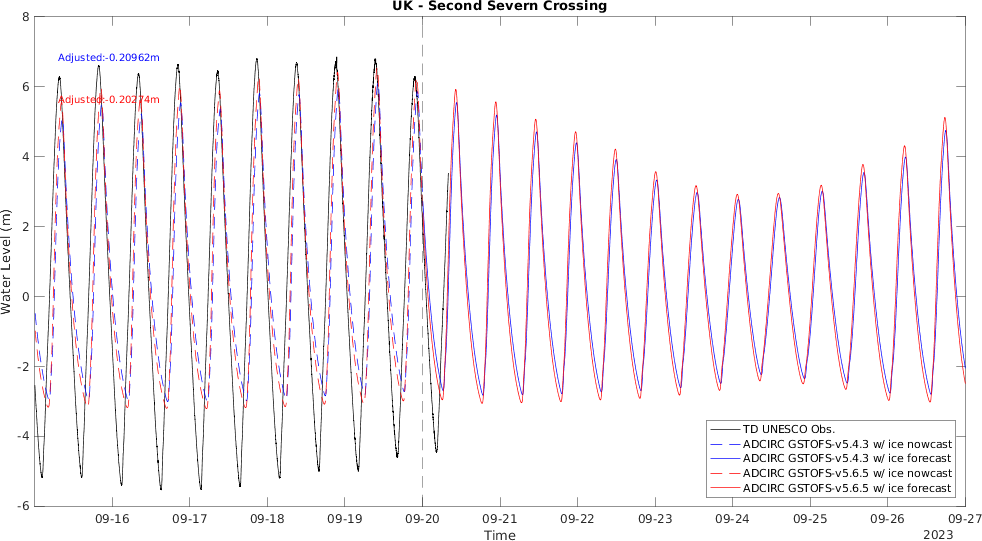 UK - Second Severn Crossing
8
6
4
2
0
-2
-4
-6
Water Level (m)
Adjusted:-0.20962m
Adjusted:-0.20274m
TD UNESCO Obs.
ADCIRC GSTOFS-v5.4.3 w/ ice nowcast
ADCIRC GSTOFS-v5.4.3 w/ ice forecast
ADCIRC GSTOFS-v5.6.5 w/ ice nowcast
ADCIRC GSTOFS-v5.6.5 w/ ice forecast
09-16 09-17 09-18 09-19 09-20 09-21 09-22 09-23 09-24 09-25 09-26 09-27
Time
2023